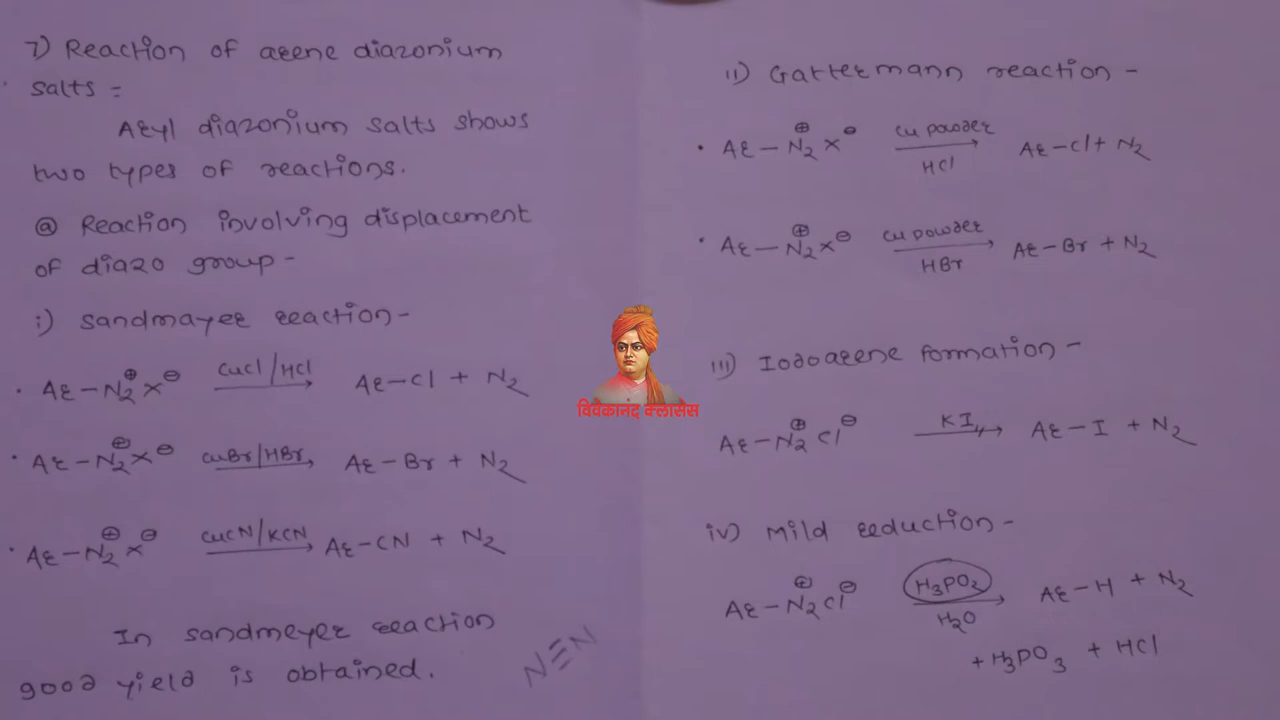 7) Reaction of arene diazonium
salts :
Aryl diazonium salts shows
two types of reactions.
ⓐ Reaction involving displacement
of diazo group -
i) Sandmayer reaction -
• Ar-N₂⊕X⊖ CuCl/HCl → Ar-Cl + N₂
• Ar-N₂⊕X⊖ CuBr/HBr → Ar-Br + N₂
• Ar-N₂⊕X⊖ CuCN/KCN → Ar-CN + N₂
In sandmeyer reaction
good yield is obtained.
N≡N
ii) Gattermann reaction -
• Ar-N₂⊕X⊖ Cu powder → Ar-Cl + N₂
HCl
• Ar-N₂⊕X⊖ Cu powder → Ar-Br + N₂
HBr
विवेकानंद क्लासेस
iii) Iodoarene formation -
Ar-N₂⊕Cl⊖ KI → Ar-I + N₂
iv) Mild reduction -
Ar-N₂⊕Cl⊖ H₃PO₂ → Ar-H + N₂
H₂O
+ H₃PO₃ + HCl